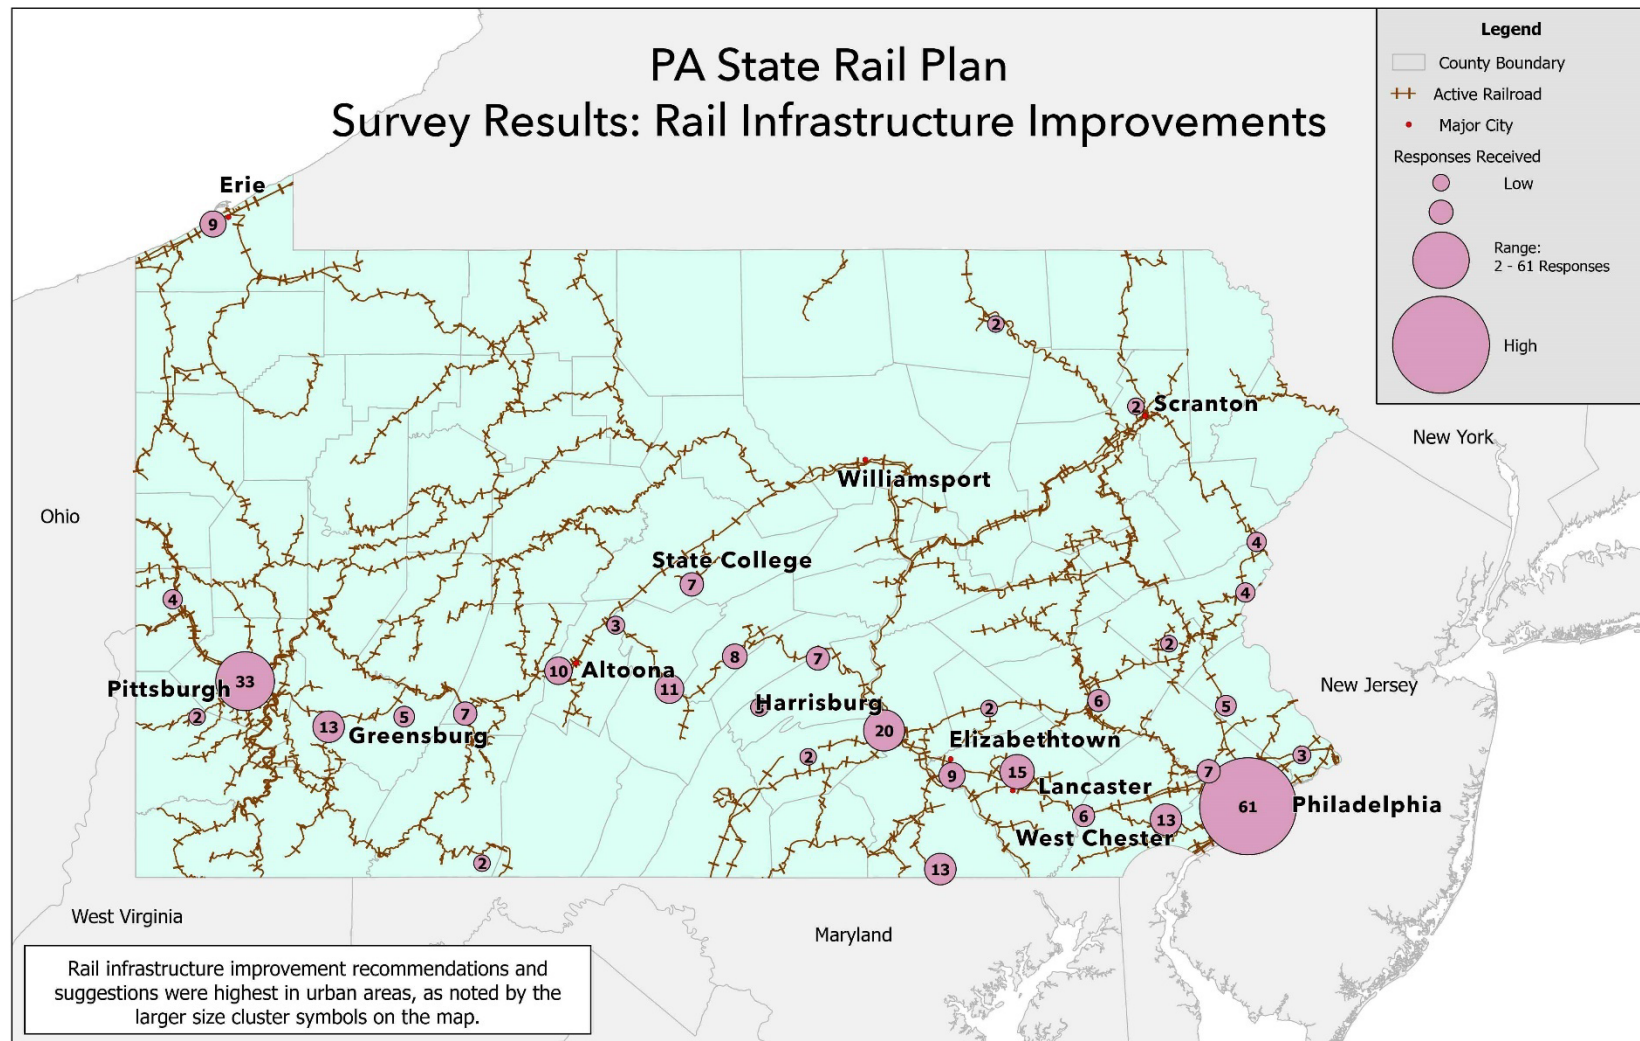 PA State Rail Plan
Survey Results: Rail Infrastructure Improvements
Legend
County Boundary
Active Railroad
Major City
Responses Received
Low
Range:
2 - 61 Responses
High
Erie
9
2
2
Scranton
New York
Williamsport
Ohio
4
State College
7
4
4
3
2
8
7
10
Altoona
33
Pittsburgh
11
New Jersey
2
13
5
7
Greensburg
Harrisburg
20
2
6
5
Elizabethtown
2
9
15
Lancaster
7
3
61
Philadelphia
6
13
West Chester
2
13
West Virginia
Maryland
Rail infrastructure improvement recommendations and
suggestions were highest in urban areas, as noted by the
larger size cluster symbols on the map.